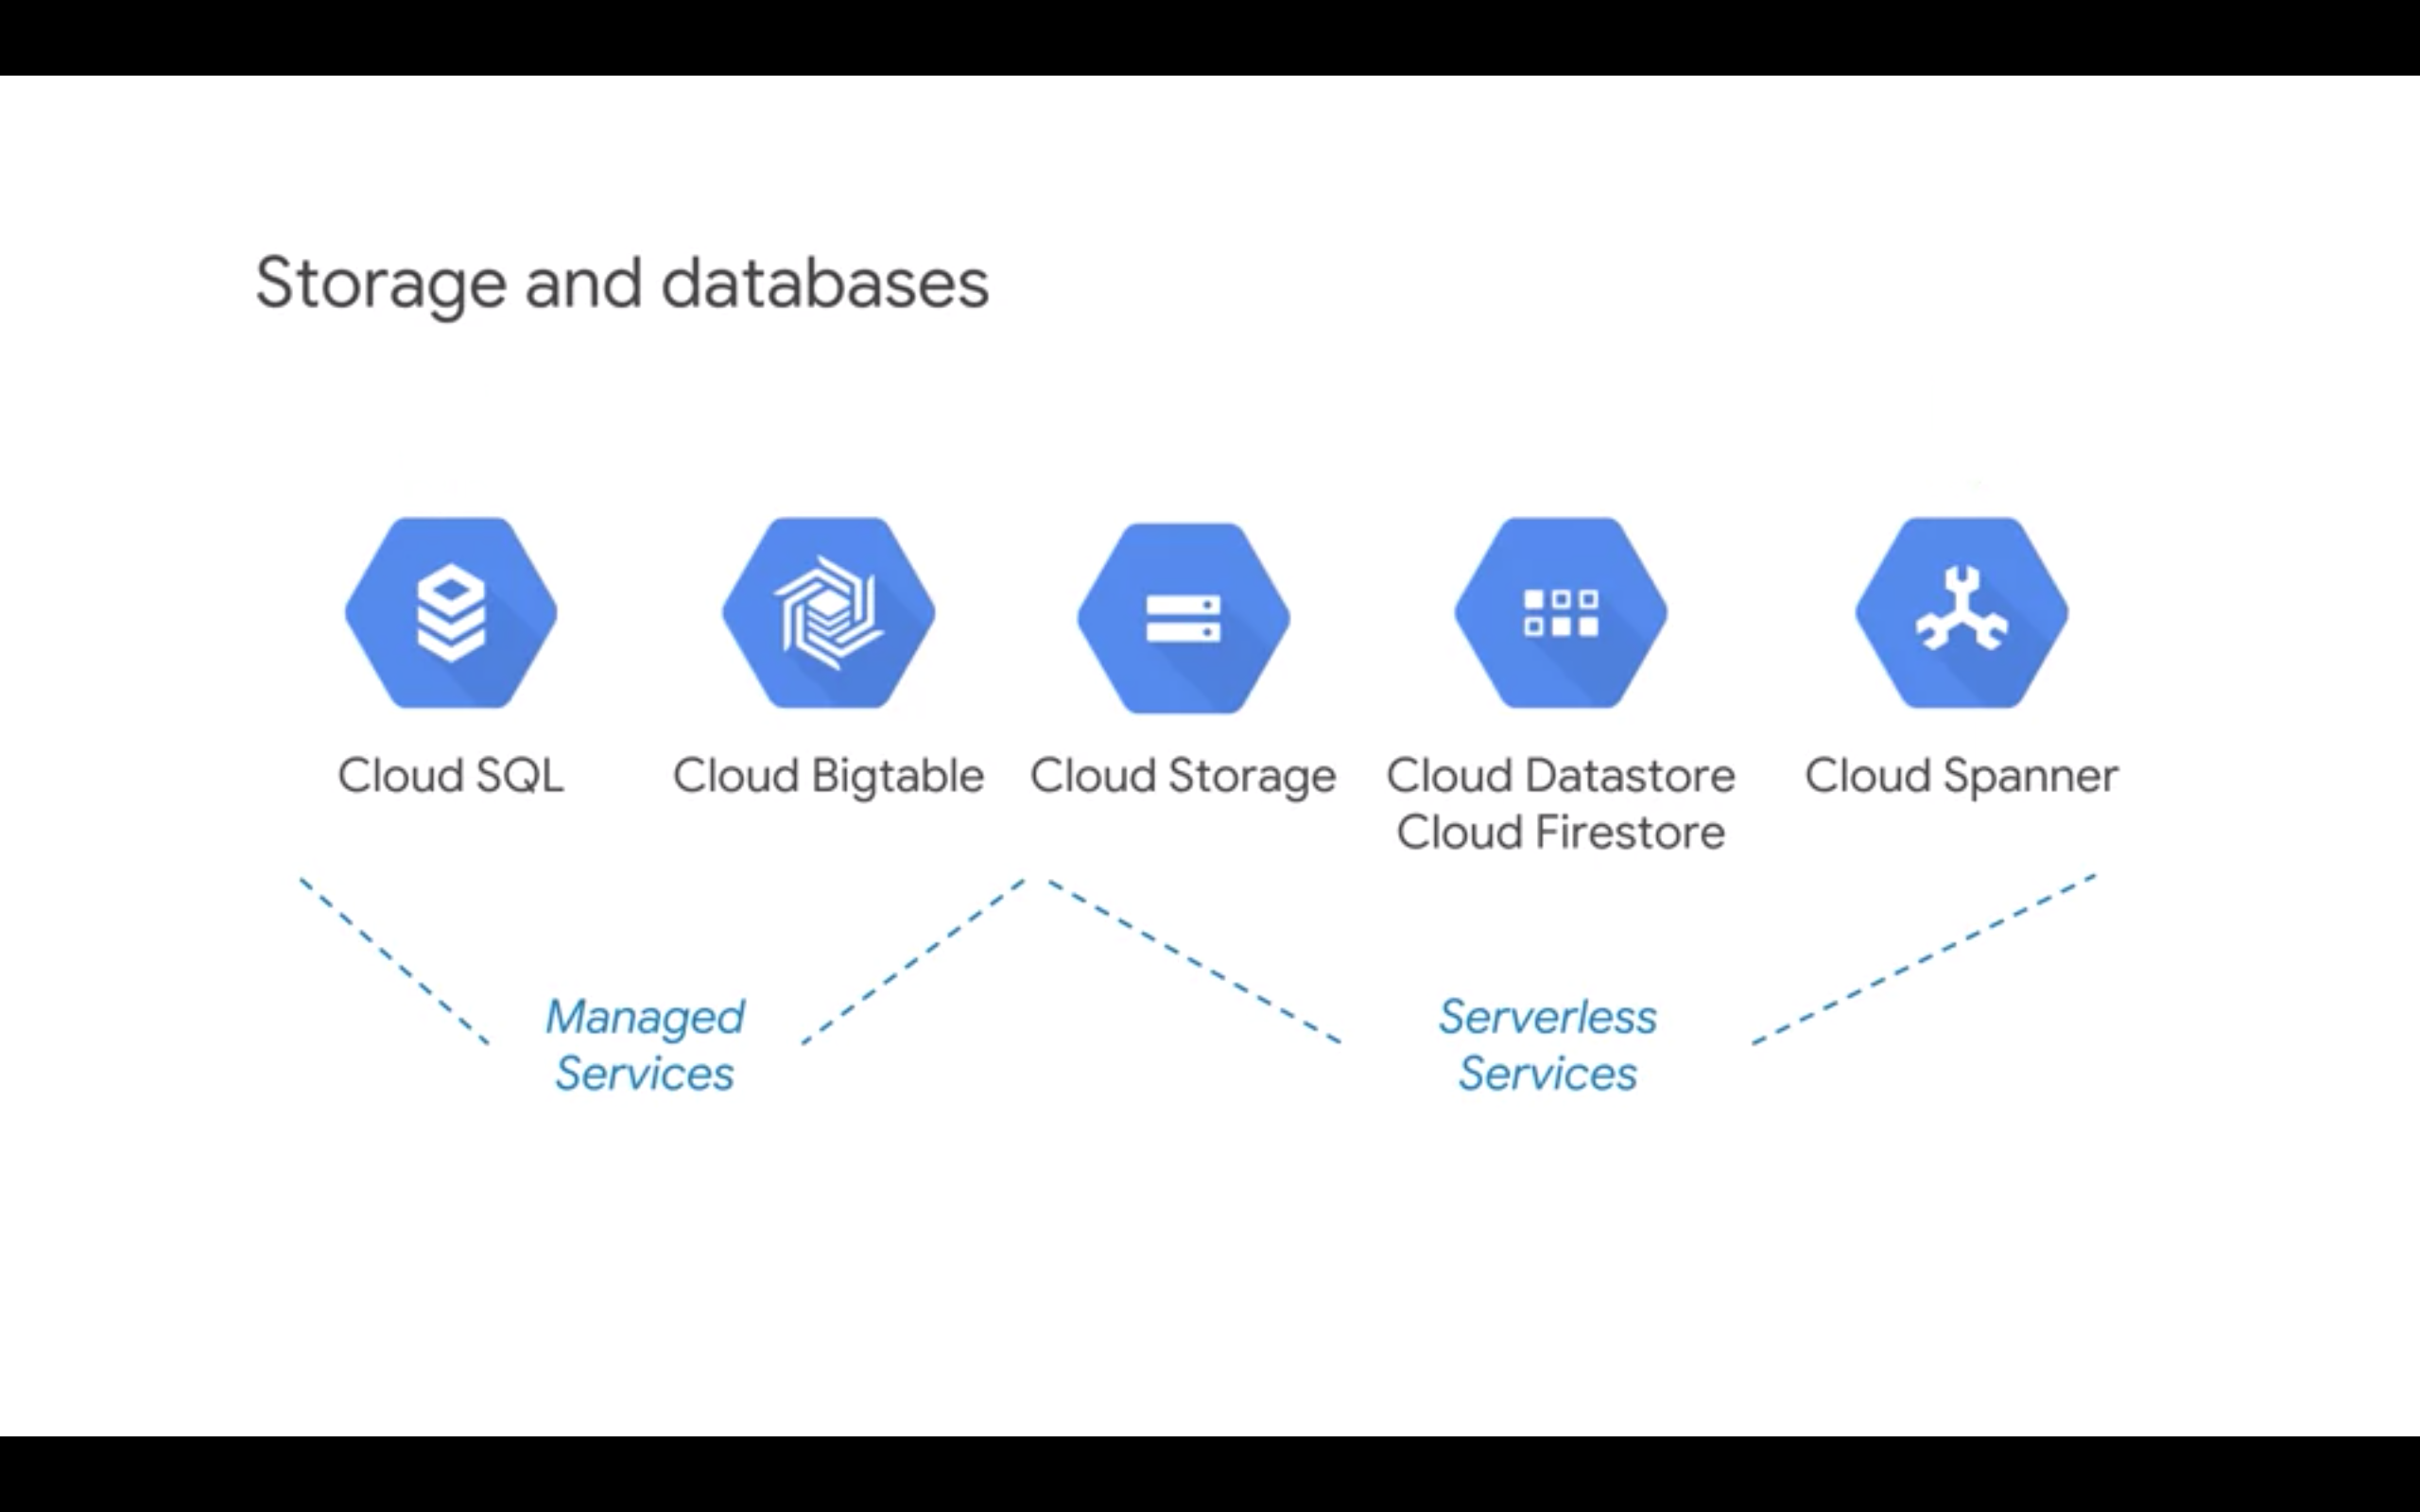 Storage and databases
Cloud SQL
Cloud Bigtable
Cloud Storage
Cloud Datastore
Cloud Firestore
Cloud Spanner
Managed
Services
Serverless
Services